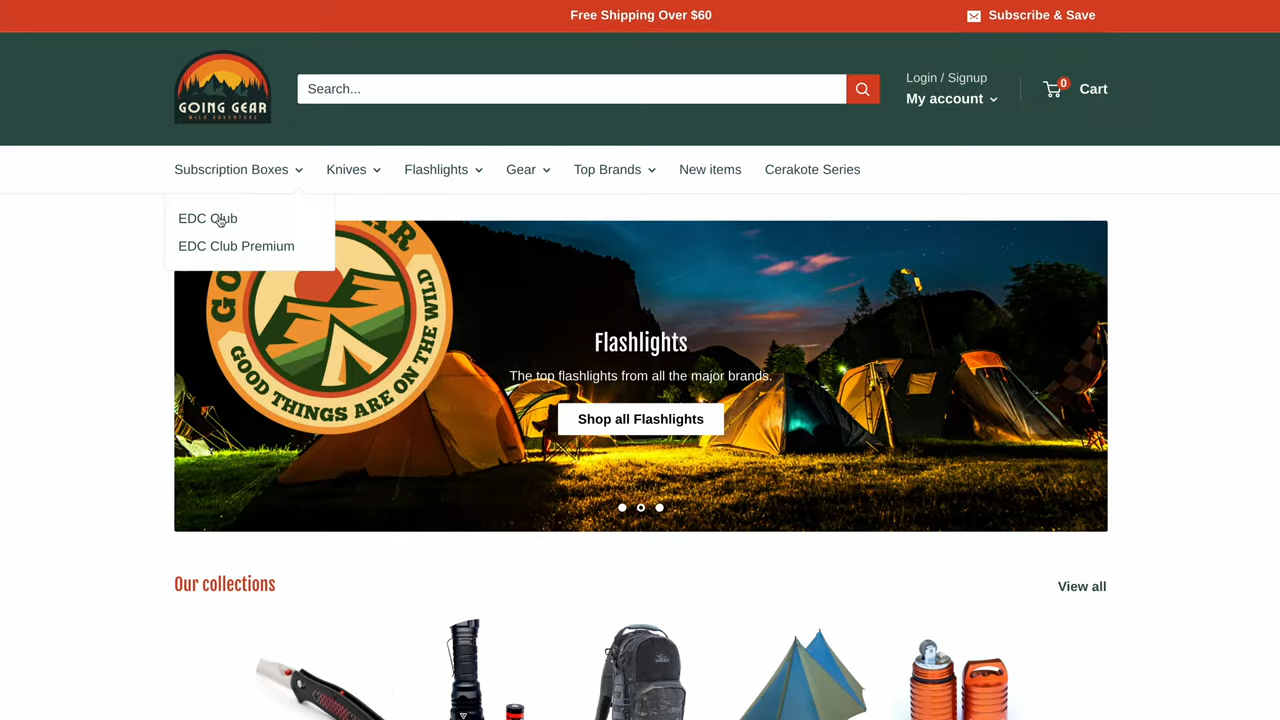 Free Shipping Over $60
Subscribe & Save
GOING GEAR
WILD ADVENTURE
Search...
Login / Signup
My account
0
Cart
Subscription Boxes
Knives
Flashlights
Gear
Top Brands
New items
Cerakote Series
EDC Club
EDC Club Premium
GOOD THINGS ARE ON THE WILD
Flashlights
The top flashlights from all the major brands.
Shop all Flashlights
Our collections
View all